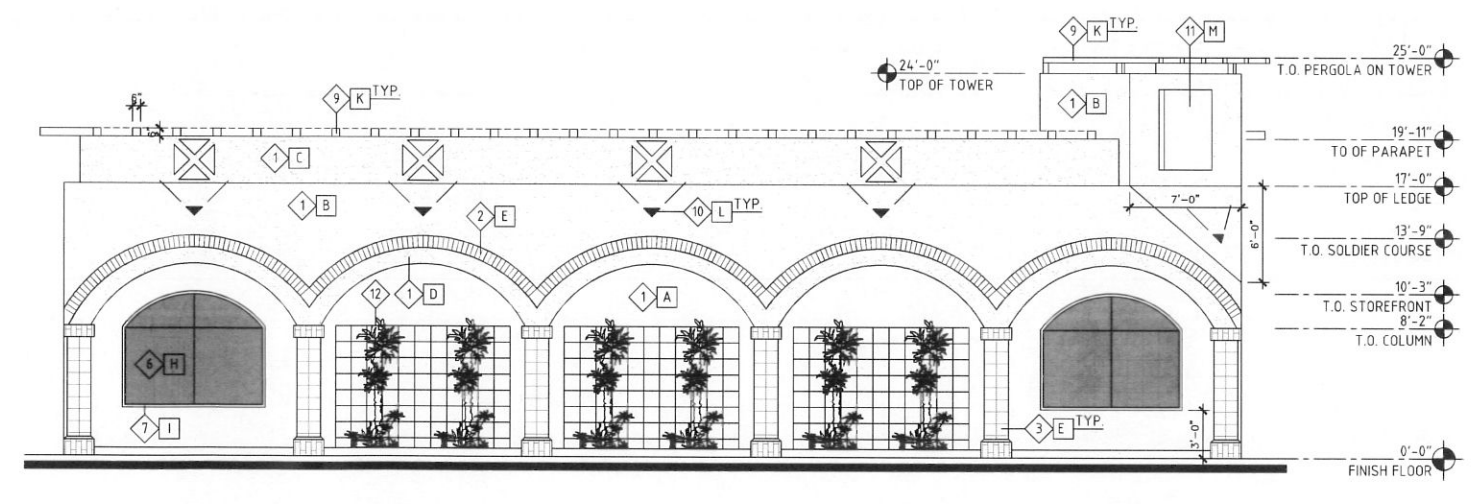 9 K TYP.
11 M
25'-0"
T.O. PERGOLA ON TOWER
24'-0"
TOP OF TOWER
6"
9 K TYP.
1 B
6"
19'-11"
TO OF PARAPET
1 C
17'-0"
TOP OF LEDGE
7'-0"
1 B
2 E
10 L TYP.
6'-0"
13'-9"
T.O. SOLDIER COURSE
12
1 D
1 A
10'-3"
T.O. STOREFRONT
8'-2"
T.O. COLUMN
6 H
7 I
3 E TYP.
3'-0"
0'-0"
FINISH FLOOR